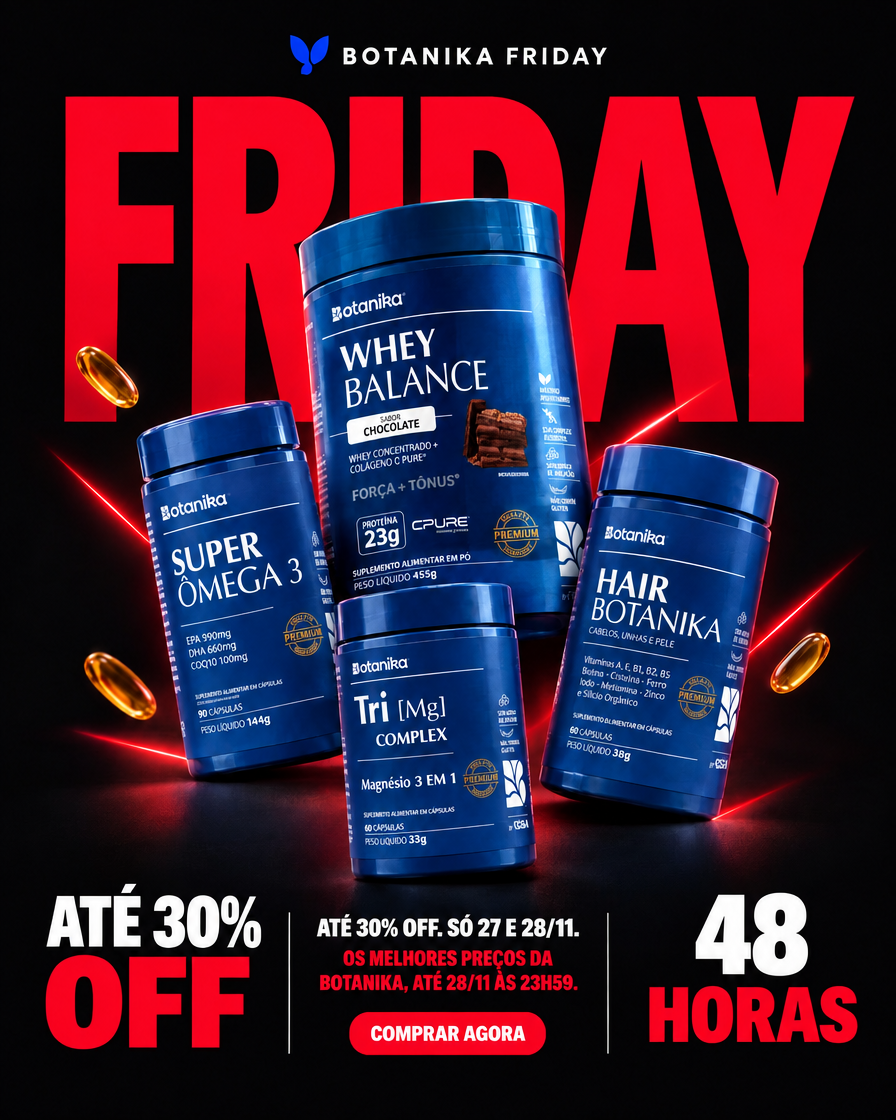 BOTANIKA FRIDAY
FRIDAY
Botanika
WHEY
BALANCE
SABOR
CHOCOLATE
WHEY CONCENTRADO +
COLÁGENO C PURE®
FORÇA + TÔNUS®
PROTEÍNA
23g
CPURE
PREMIUM
SUPLEMENTO ALIMENTAR EM PÓ
PESO LÍQUIDO 455g
Botanika
SUPER
ÔMEGA 3
EPA 990mg
DHA 660mg
COQ10 100mg
PREMIUM
SUPLEMENTO ALIMENTAR EM CÁPSULAS
90 CÁPSULAS
PESO LÍQUIDO 144g
Botanika
HAIR
BOTANIKA
CABELOS, UNHAS E PELE
Vitaminas A, E, B1, B2, B5
Ferro
Zinco
e Silício Orgânico
PREMIUM
SUPLEMENTO ALIMENTAR EM CÁPSULAS
60 CÁPSULAS
PESO LÍQUIDO 38g
Botanika
Tri [Mg]
COMPLEX
Magnésio 3 EM 1
PREMIUM
SUPLEMENTO ALIMENTAR EM CÁPSULAS
60 CÁPSULAS
PESO LÍQUIDO 33g
ATÉ 30%
OFF
ATÉ 30% OFF. SÓ 27 E 28/11.
OS MELHORES PREÇOS DA
BOTANIKA, ATÉ 28/11 ÀS 23H59.
COMPRAR AGORA
48
HORAS